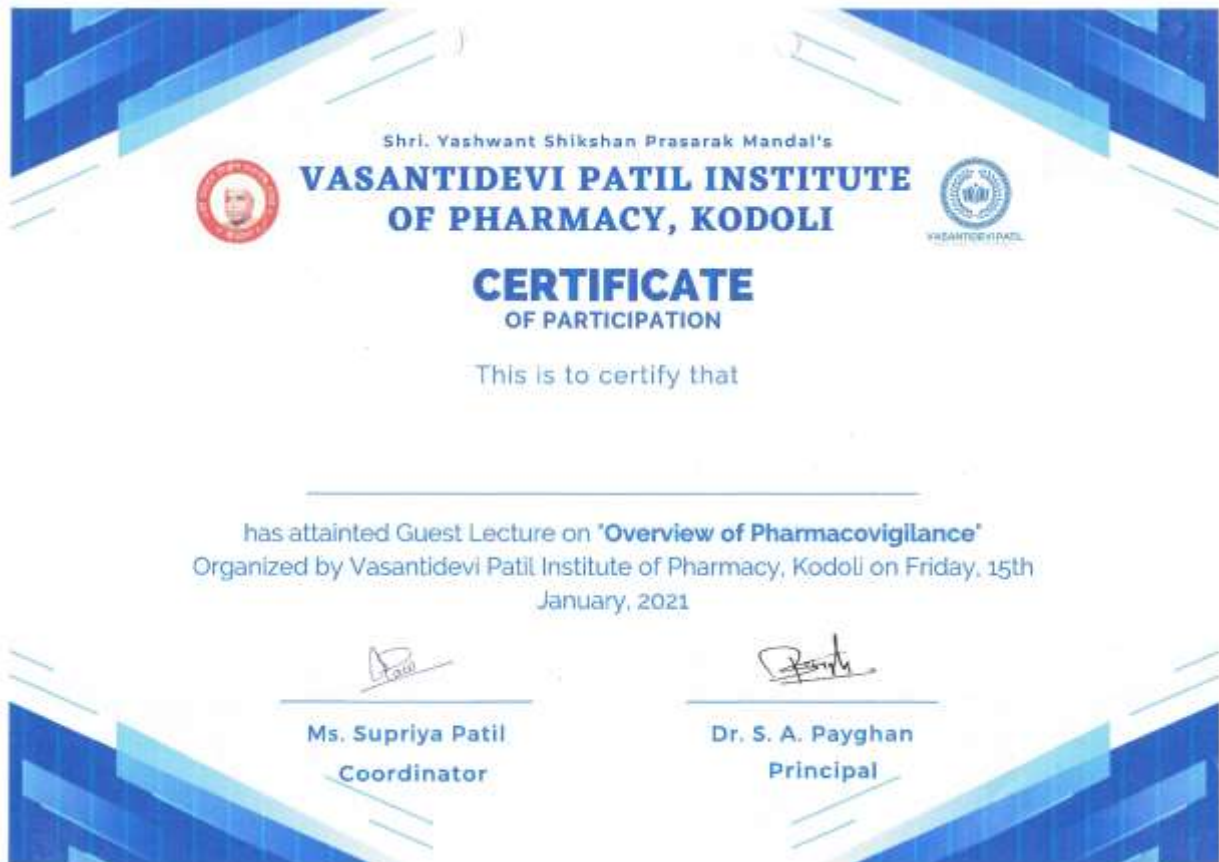 Shri. Yashwant Shikshan Prasarak Mandal's
VASANTIDEVI PATIL INSTITUTE
OF PHARMACY, KODOLI
VASANTIDEVI PATIL
CERTIFICATE
OF PARTICIPATION
This is to certify that
has attainted Guest Lecture on "Overview of Pharmacovigilance"
Organized by Vasantidevi Patil Institute of Pharmacy, Kodoli on Friday, 15th
January, 2021
Ms. Supriya Patil
Coordinator
Dr. S. A. Payghan
Principal